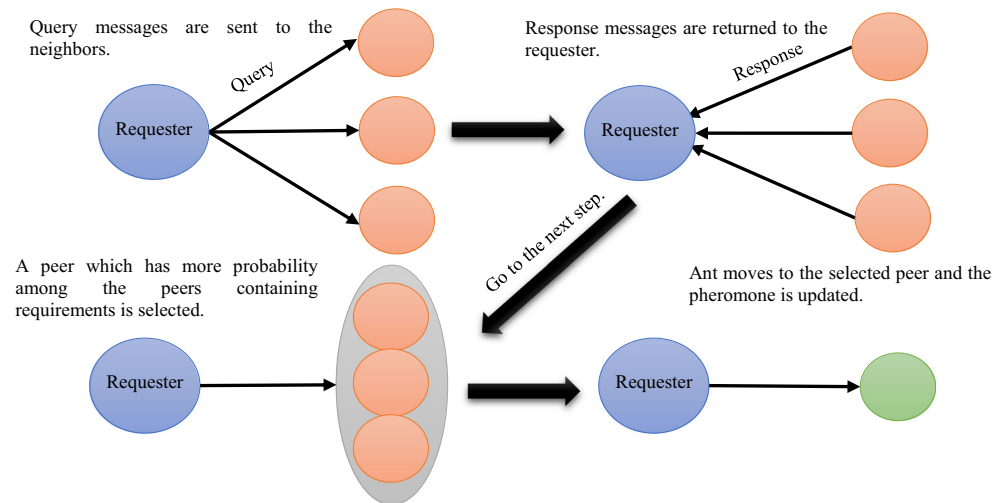 Query messages are sent to the
neighbors.
Query
Requester
Response messages are returned to the
requester.
Response
Requester
Go to the next step.
A peer which has more probability
among the peers containing
requirements is selected.
Requester
Ant moves to the selected peer and the
pheromone is updated.
Requester